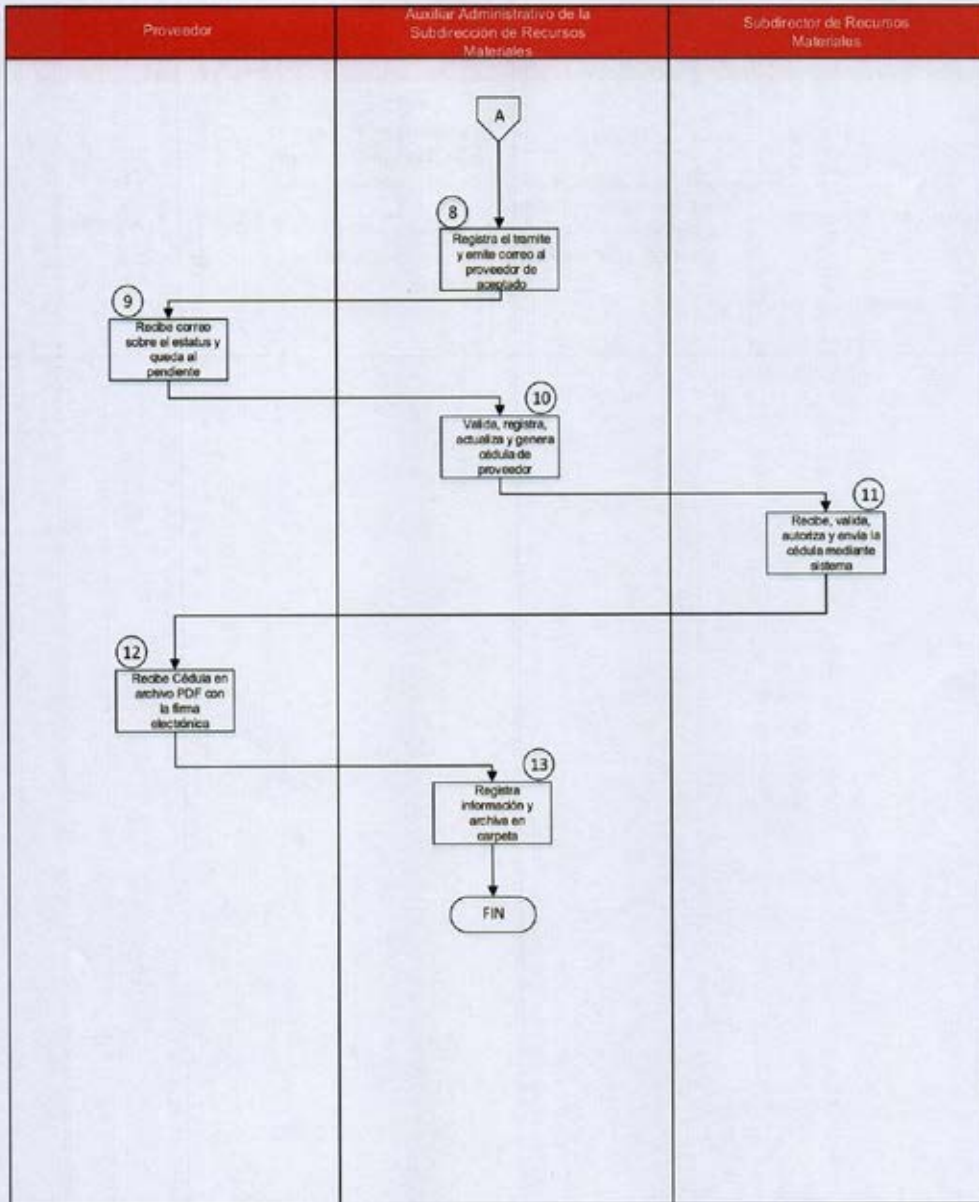 Proveedor
Auxiliar Administrativo de la
Subdirección de Recursos
Materiales
Subdirector de Recursos
Materiales
A
8
Registra el tramite
y emite correo al
proveedor de
aceptado
9
Recibe correo
sobre el estatus y
queda al
pendiente
10
Valida, registra,
actualiza y genera
cédula de
proveedor
11
Recibe, valida,
autoriza y envía la
cédula mediante
sistema
12
Recibe Cédula en
archivo PDF con
la firma
electrónica
13
Registra
información y
archiva en
carpeta
FIN